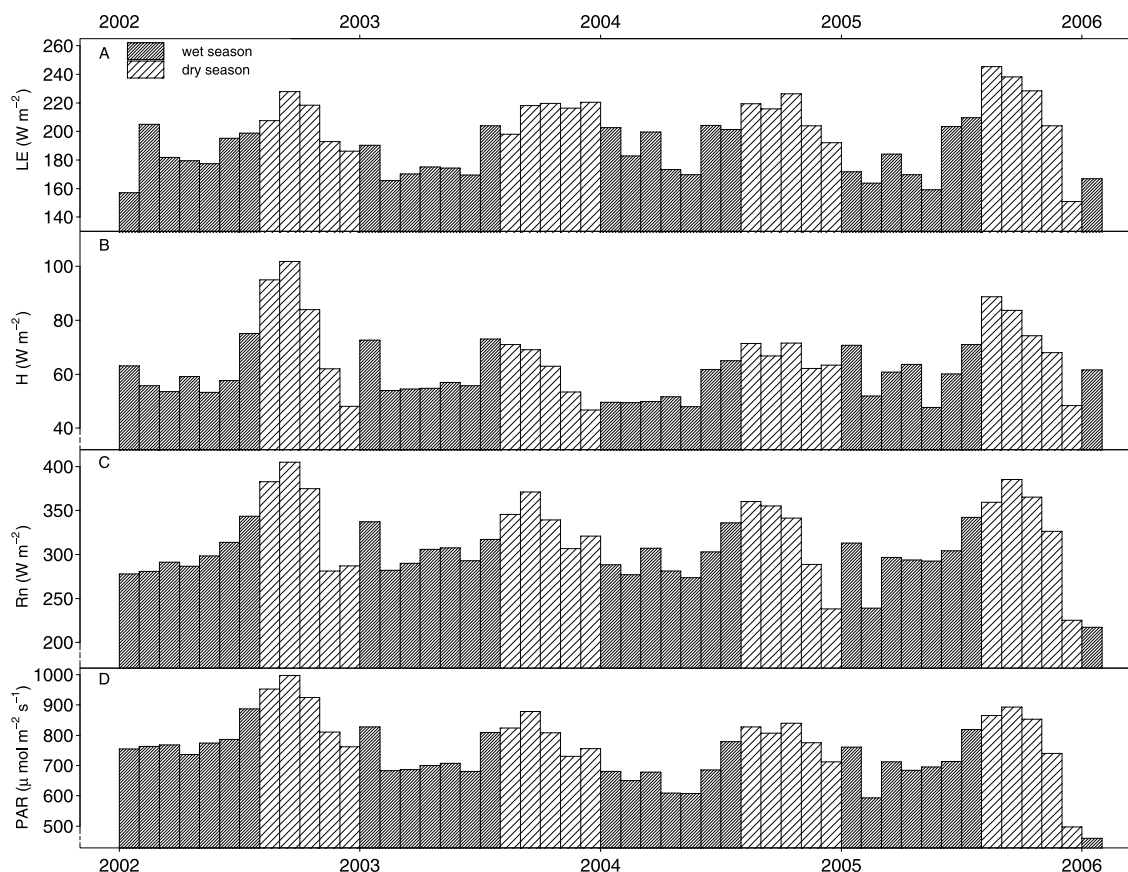 2002 2003 2004 2005 2006
A
wet season
dry season
260
240
220
200
180
160
140
LE (W m⁻²)
B
100
80
60
40
H (W m⁻²)
C
400
350
300
250
200
Rn (W m⁻²)
D
1000
900
800
700
600
500
PAR (μ mol m⁻² s⁻¹)
2002 2003 2004 2005 2006